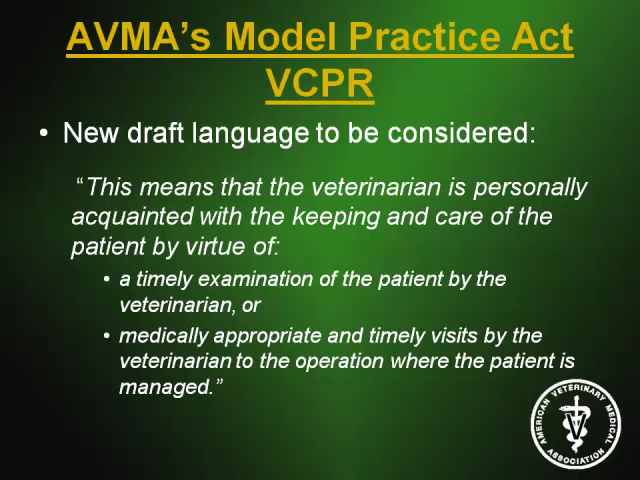 AVMA’s Model Practice Act
VCPR
• New draft language to be considered:
“This means that the veterinarian is personally
acquainted with the keeping and care of the
patient by virtue of:
• a timely examination of the patient by the
veterinarian, or
• medically appropriate and timely visits by the
veterinarian to the operation where the patient is
managed.”
AMERICAN VETERINARY MEDICAL
ASSOCIATION
V